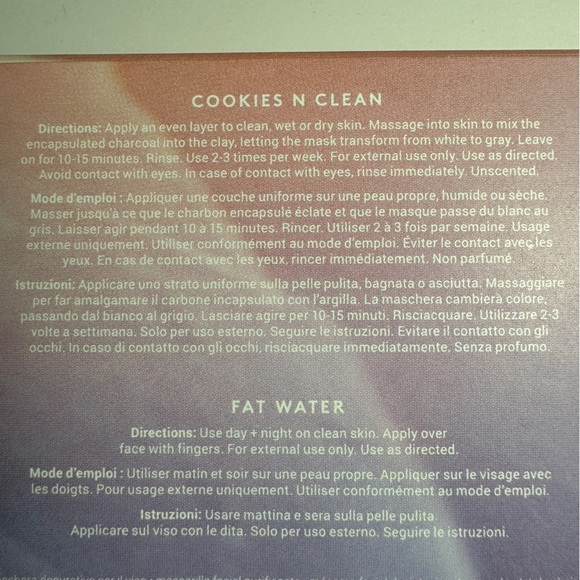 COOKIES N CLEAN
Directions: Apply an even layer to clean, wet or dry skin. Massage into skin to mix the
encapsulated charcoal into the clay, letting the mask transform from white to gray. Leave
on for 10-15 minutes. Rinse. Use 2-3 times per week. For external use only. Use as directed.
Avoid contact with eyes. In case of contact with eyes, rinse immediately. Unscented.
Mode d'emploi : Appliquer une couche uniforme sur une peau propre, humide ou sèche.
Masser jusqu'à ce que le charbon encapsulé éclate et que le masque passe du blanc au
gris. Laisser agir pendant 10 à 15 minutes. Rincer. Utiliser 2 à 3 fois par semaine. Usage
externe uniquement. Utiliser conformément au mode d'emploi. Éviter le contact avec les
yeux. En cas de contact avec les yeux, rincer immédiatement. Non parfumé.
Istruzioni: Applicare uno strato uniforme sulla pelle pulita, bagnata o asciutta. Massaggiare
per far amalgamare il carbone incapsulato con l'argilla. La maschera cambierà colore,
passando dal bianco al grigio. Lasciare agire per 10-15 minuti. Risciacquare. Utilizzare 2-3
volte a settimana. Solo per uso esterno. Seguire le istruzioni. Evitare il contatto con gli
occhi. In caso di contatto con gli occhi, risciacquare immediatamente. Senza profumo.
FAT WATER
Directions: Use day + night on clean skin. Apply over
face with fingers. For external use only. Use as directed.
Mode d'emploi : Utiliser matin et soir sur une peau propre. Appliquer sur le visage avec
les doigts. Pour usage externe uniquement. Utiliser conformément au mode d'emploi.
Istruzioni: Usare mattina e sera sulla pelle pulita.
Applicare sul viso con le dita. Solo per uso esterno. Seguire le istruzioni.